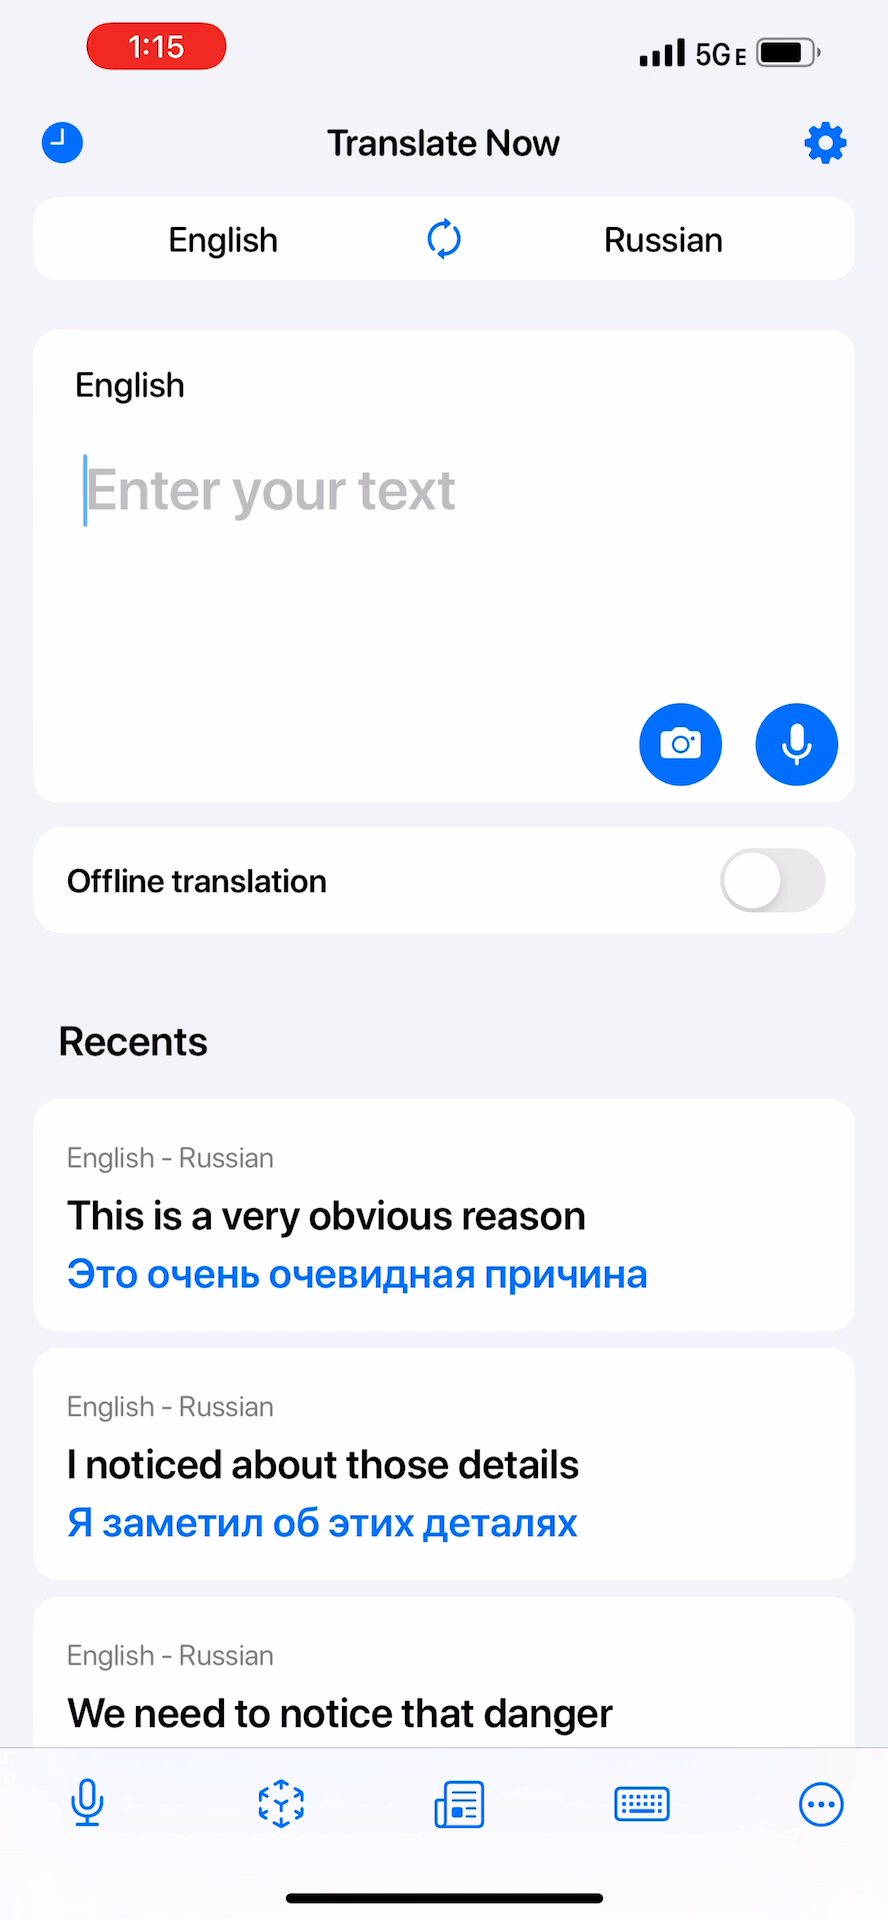 1:15
5GE
Translate Now
English
Russian
English
Enter your text
Offline translation
Recents
English - Russian
This is a very obvious reason
Это очень очевидная причина
English - Russian
I noticed about those details
Я заметил об этих деталях
English - Russian
We need to notice that danger